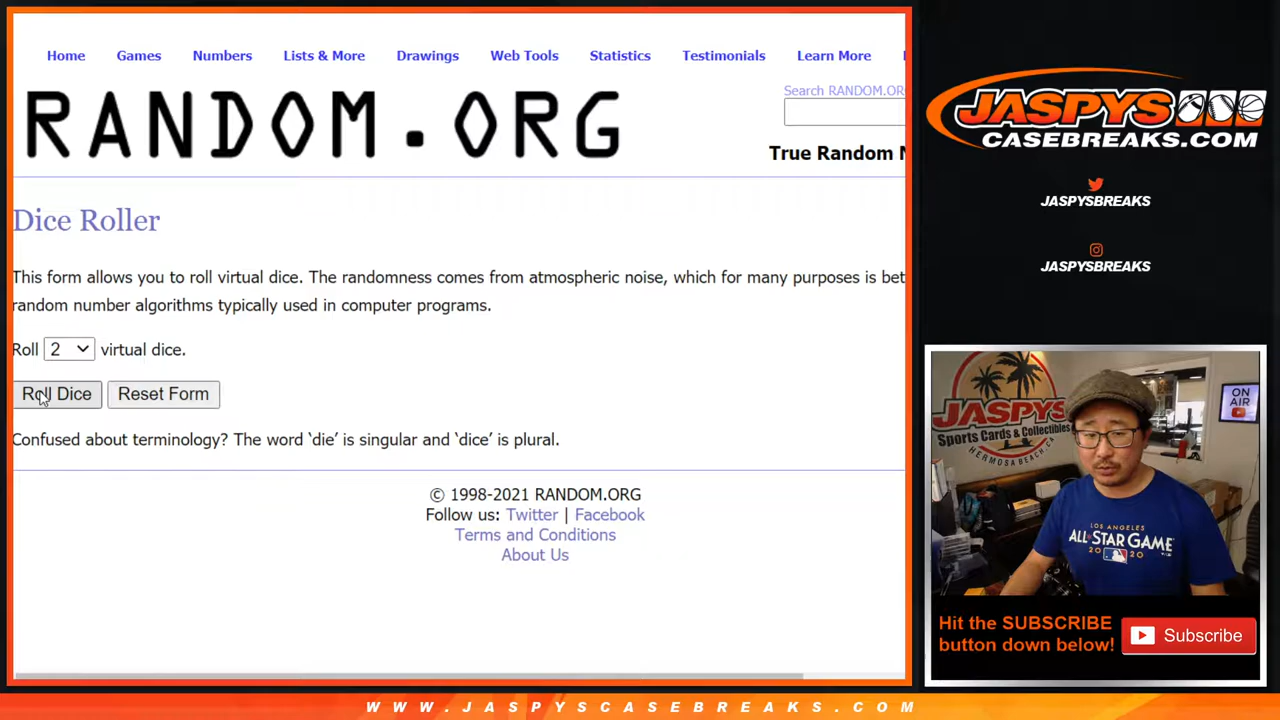 Home Games Numbers Lists & More Drawings Web Tools Statistics Testimonials Learn More
RANDOM.ORG
Search RANDOM.OR
True Random N
Dice Roller
This form allows you to roll virtual dice. The randomness comes from atmospheric noise, which for many purposes is bet
random number algorithms typically used in computer programs.
Roll 2 virtual dice.
Roll Dice Reset Form
Confused about terminology? The word ‘die’ is singular and ‘dice’ is plural.
© 1998-2021 RANDOM.ORG
Follow us: Twitter | Facebook
Terms and Conditions
About Us
JASPYS
CASEBREAKS.COM
JASPYSBREAKS
JASPYSBREAKS
JASPYS
Sports Cards & Collectibles
HERMOSA BEACH, CA
ON
AIR
LOS ANGELES
ALL STAR GAME
2020
Hit the SUBSCRIBE
button down below!
Subscribe
WWW.JASPYSCASEBREAKS.COM